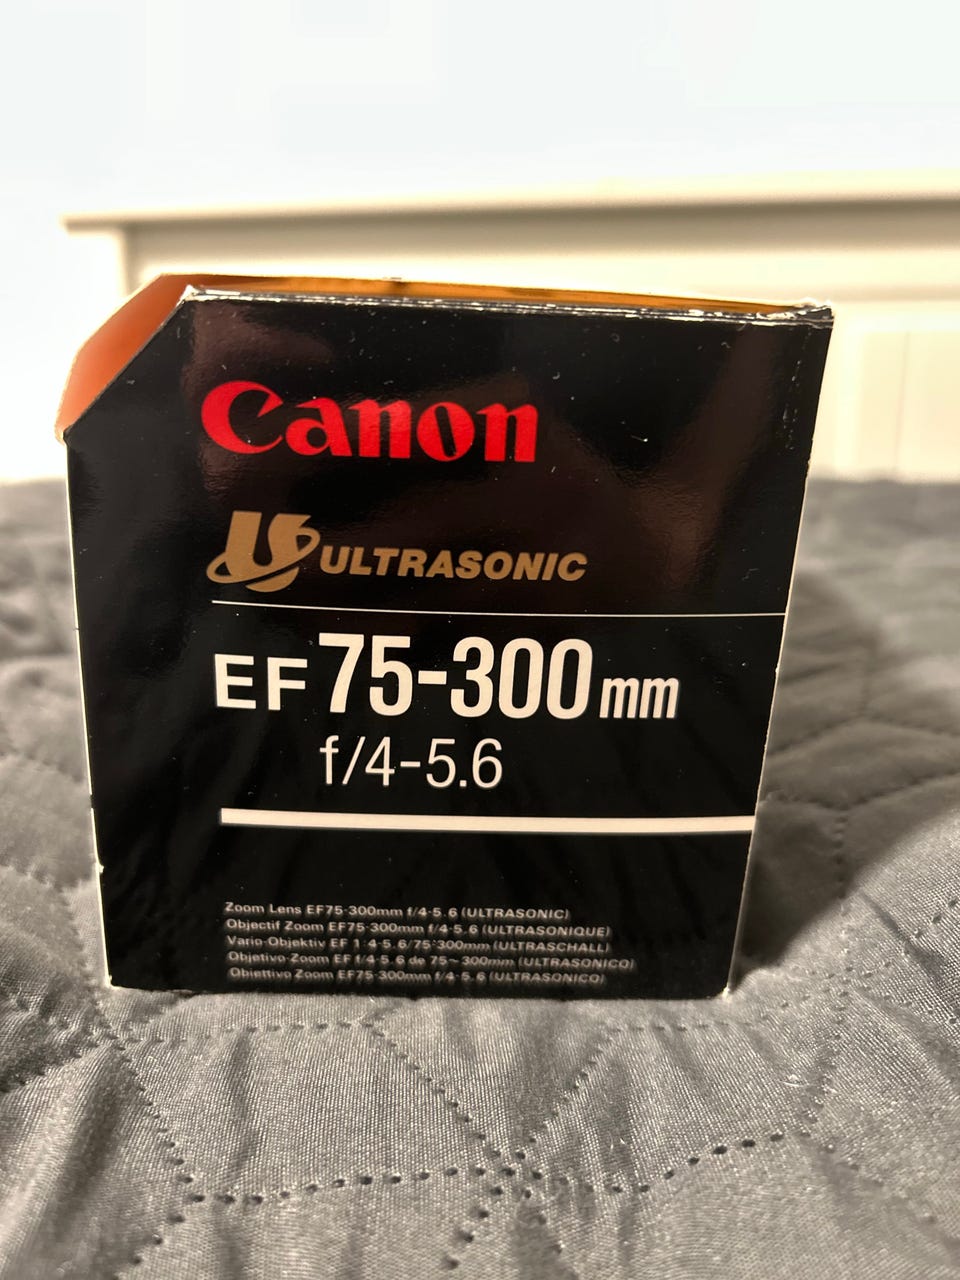 Canon
ULTRASONIC
EF 75-300 mm
f/4-5.6
Zoom Lens EF75-300mm f/4-5.6 (ULTRASONIC)
Objectif Zoom EF75-300mm f/4-5.6 (ULTRASONIQUE)
Vario-Objektiv EF 1:4-5.6/75-300mm (ULTRASCHALL)
Objetivo-Zoom EF f/4-5.6 de 75~300mm (ULTRASONICO)
Obiettivo Zoom EF75-300mm f/4-5.6 (ULTRASONICO)